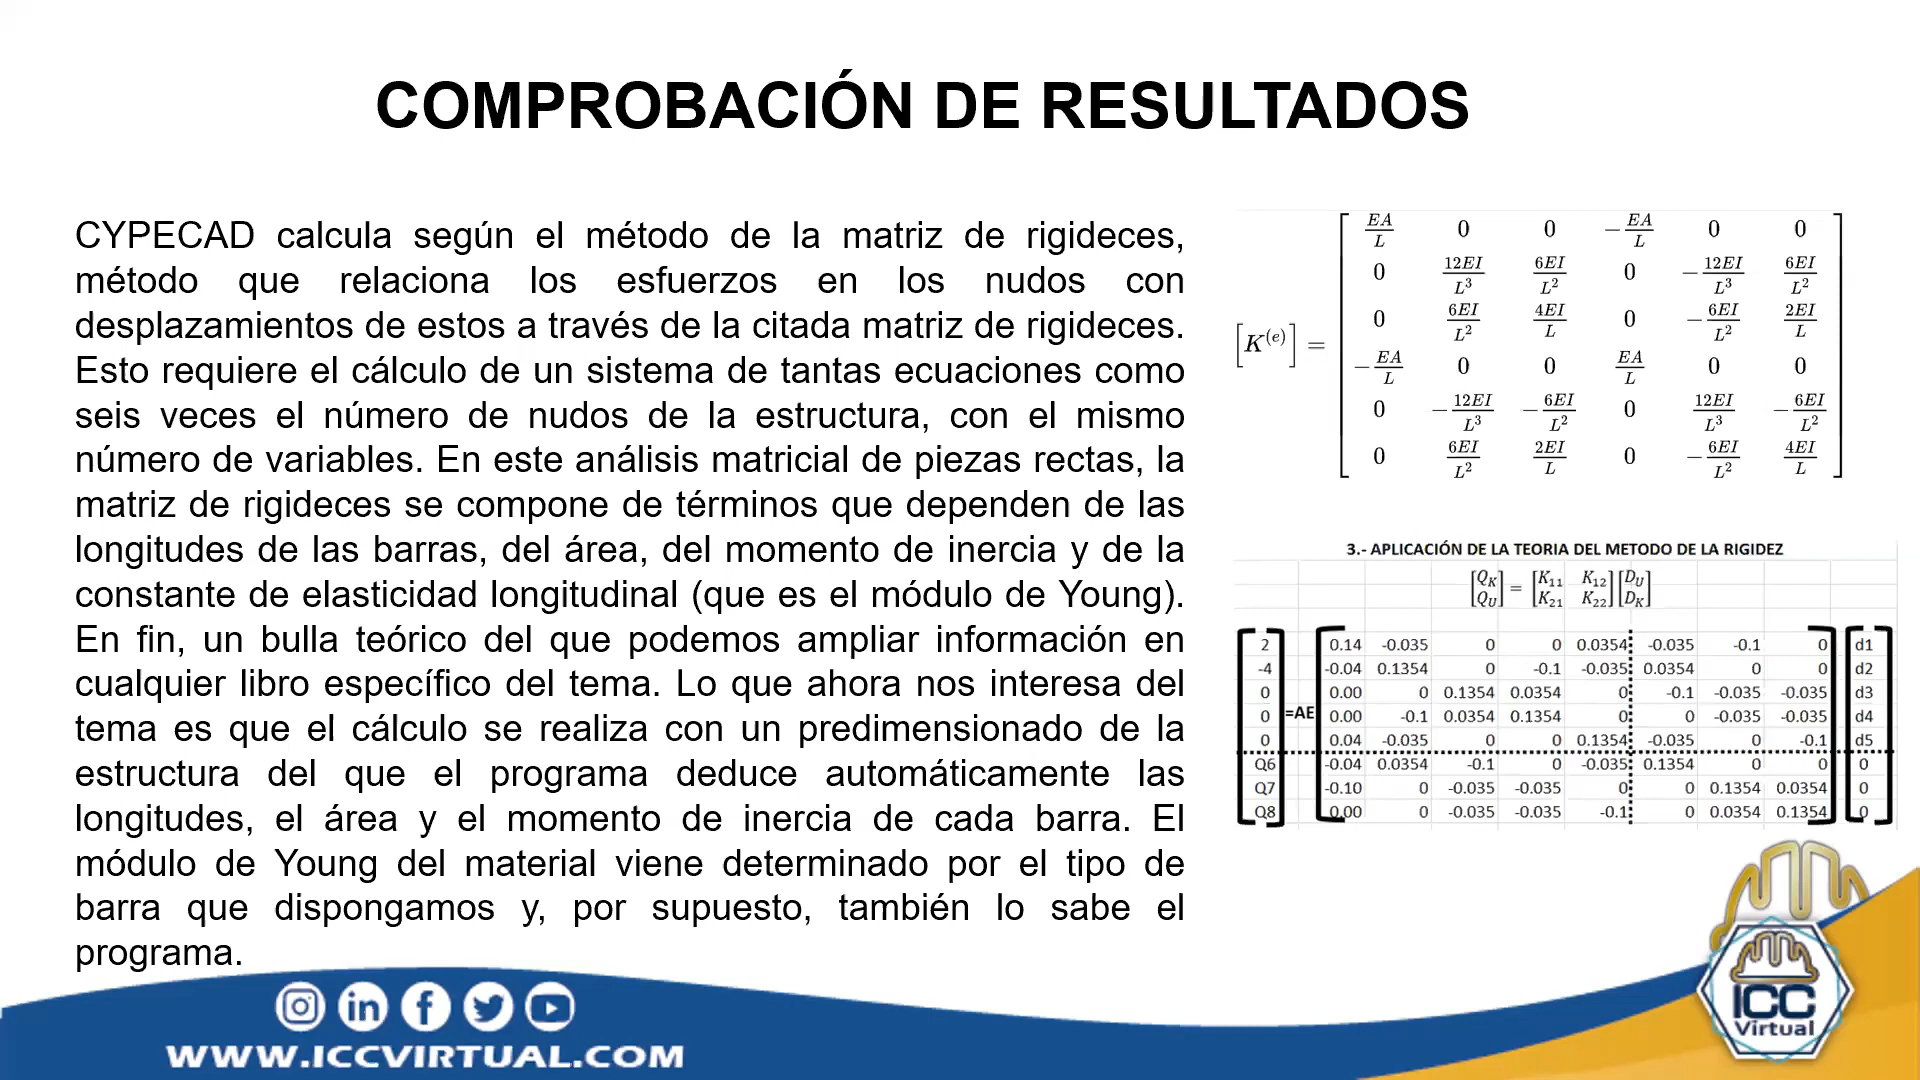 COMPROBACIÓN DE RESULTADOS
CYPECAD calcula según el método de la matriz de rigideces,
método que relaciona los esfuerzos en los nudos con
desplazamientos de estos a través de la citada matriz de rigideces.
Esto requiere el cálculo de un sistema de tantas ecuaciones como
seis veces el número de nudos de la estructura, con el mismo
número de variables. En este análisis matricial de piezas rectas, la
matriz de rigideces se compone de términos que dependen de las
longitudes de las barras, del área, del momento de inercia y de la
constante de elasticidad longitudinal (que es el módulo de Young).
En fin, un bulla teórico del que podemos ampliar información en
cualquier libro específico del tema. Lo que ahora nos interesa del
tema es que el cálculo se realiza con un predimensionado de la
estructura del que el programa deduce automáticamente las
longitudes, el área y el momento de inercia de cada barra. El
módulo de Young del material viene determinado por el tipo de
barra que dispongamos y, por supuesto, también lo sabe el
programa.
[K^(e)] =
EA/L 0 0 -EA/L 0 0
0 12EI/L³ 6EI/L² 0 -12EI/L³ 6EI/L²
0 6EI/L² 4EI/L 0 -6EI/L² 2EI/L
-EA/L 0 0 EA/L 0 0
0 -12EI/L³ -6EI/L² 0 12EI/L³ -6EI/L²
0 6EI/L² 2EI/L 0 -6EI/L² 4EI/L
3.- APLICACIÓN DE LA TEORIA DEL METODO DE LA RIGIDEZ
[Q_K] = [K₁₁ K₁₂][D_U]
[Q_U] [K₂₁ K₂₂][D_K]
2 0.14 -0.035 0 0 0.0354 -0.035 -0.1 0 d1
-4 -0.04 0.1354 0 -0.1 -0.035 0.0354 0 0 d2
0 0.00 0 0.1354 0.0354 0 -0.1 -0.035 -0.035 d3
0 =AE 0.00 -0.1 0.0354 0.1354 0 0 -0.035 -0.035 d4
0 0.04 -0.035 0 0 0.1354 -0.035 0 -0.1 d5
Q6 -0.04 0.0354 -0.1 0 -0.035 0.1354 0 0 0
Q7 -0.10 0 -0.035 -0.035 0 0 0.1354 0.0354 0
Q8 0.00 0 -0.035 -0.035 -0.1 0 0.0354 0.1354 0
WWW.ICCVIRTUAL.COM
ICC
Virtual